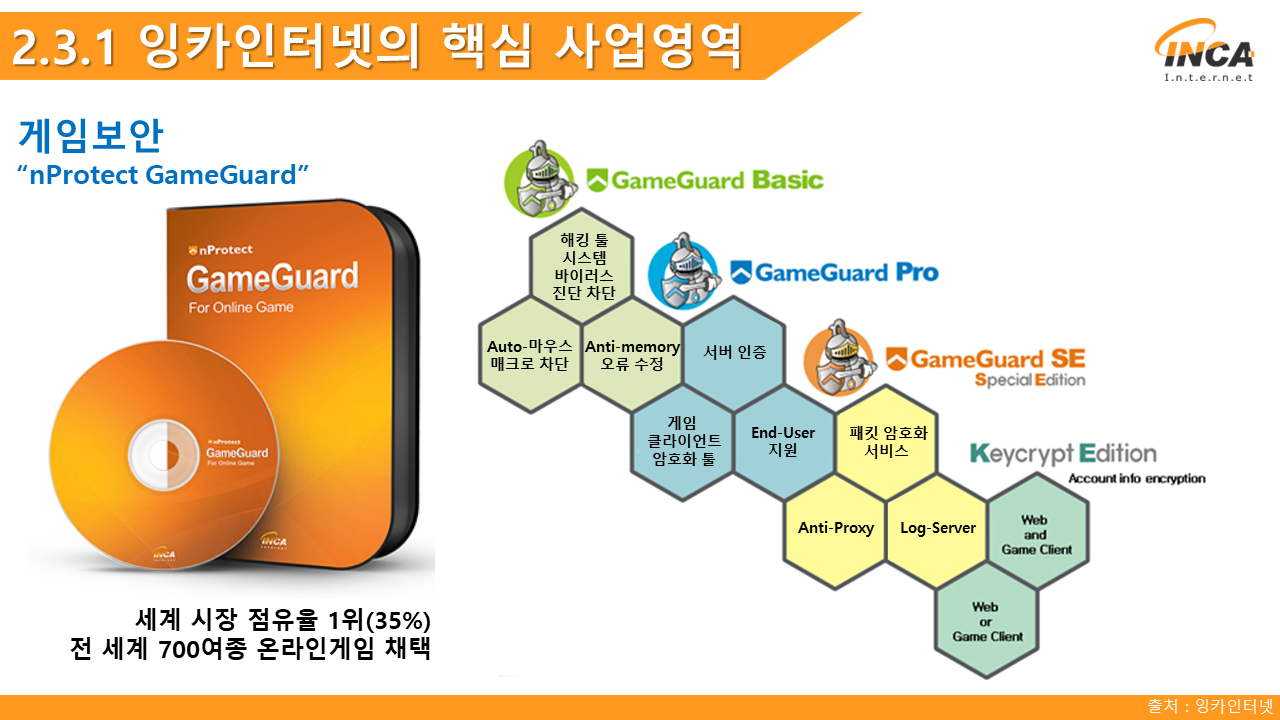 2.3.1 잉카인터넷의 핵심 사업영역
INCA
I.n.t.e.r.n.e.t
게임보안
“nProtect GameGuard”
nProtect
GameGuard
For Online Game
nProtect
GameGuard
For Online Game
INCA
INCA
세계 시장 점유율 1위(35%)
전 세계 700여종 온라인게임 채택
GameGuard Basic
해킹 툴
시스템
바이러스
진단 차단
Auto-마우스
매크로 차단
Anti-memory
오류 수정
GameGuard Pro
서버 인증
게임
클라이언트
암호화 툴
End-User
지원
GameGuard SE
Special Edition
패킷 암호화
서비스
Anti-Proxy
Log-Server
Keycrypt Edition
Account info encryption
Web
and
Game Client
Web
or
Game Client
출처 : 잉카인터넷